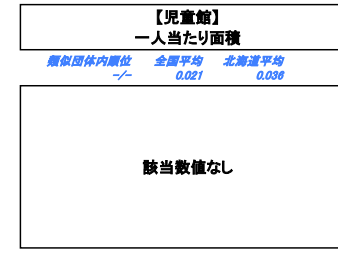 【児童館】
一人当たり面積
類似団体内順位 全国平均 北海道平均
-/- 0.021 0.036
該当数値なし